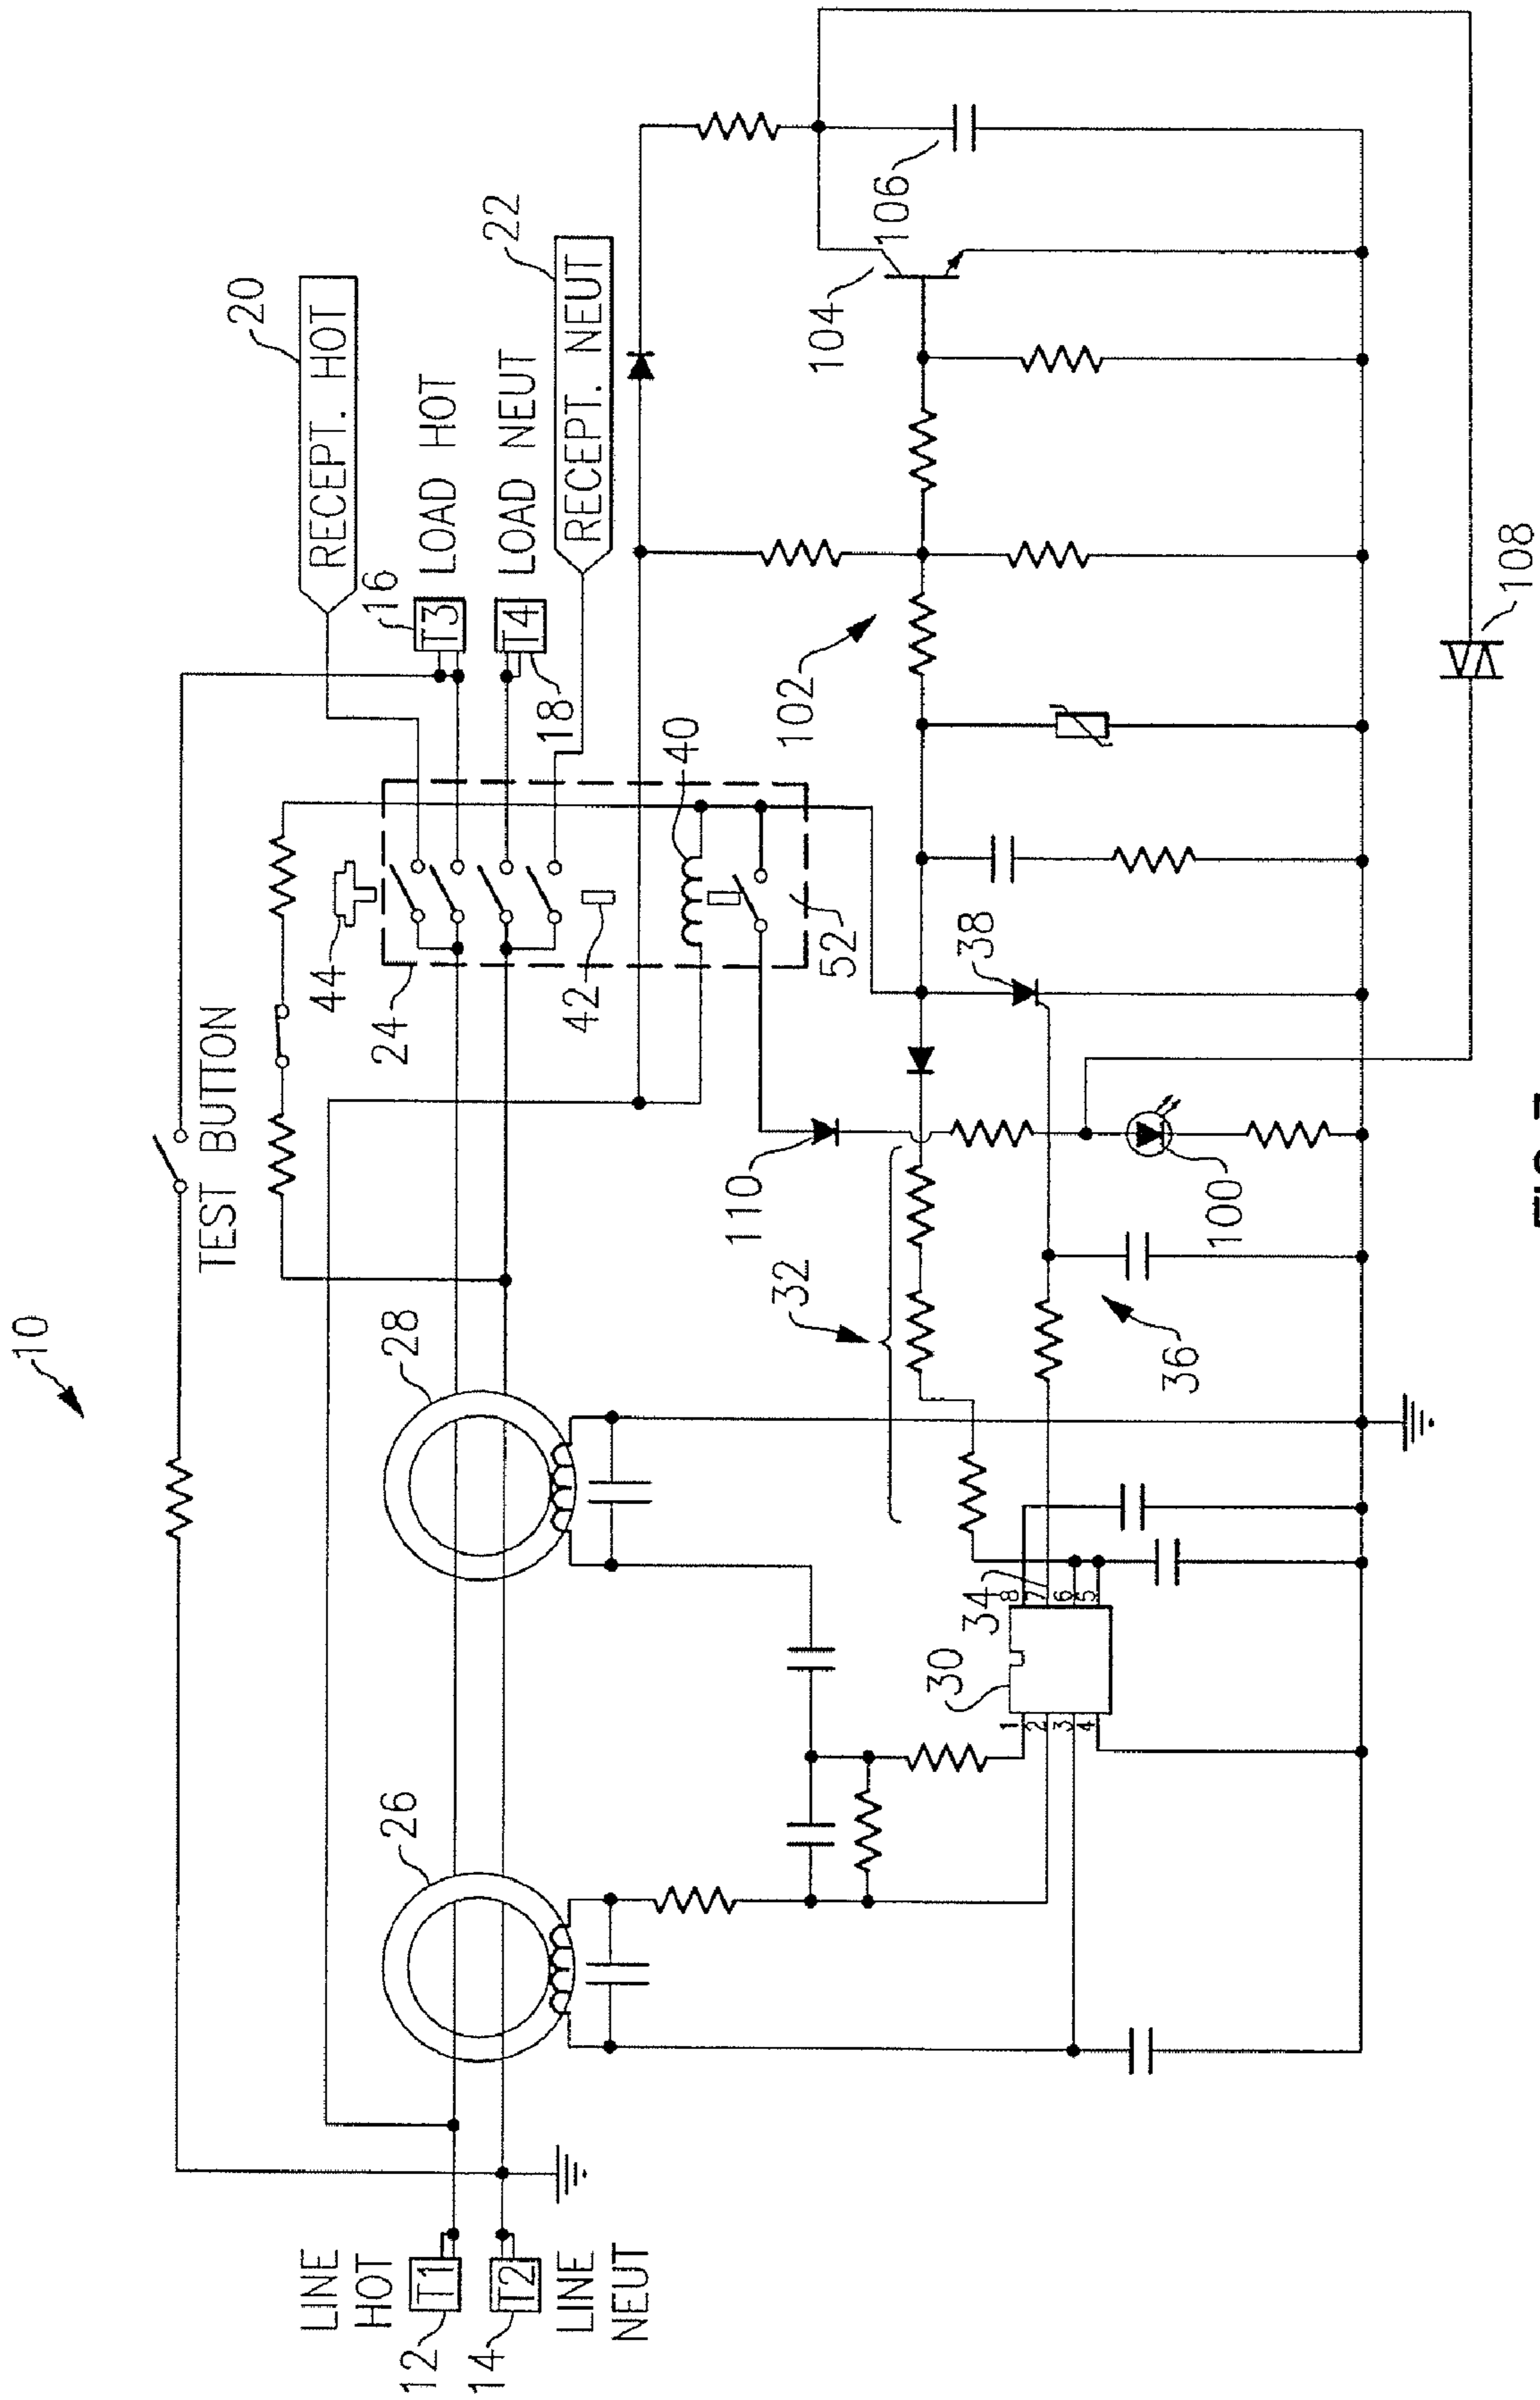 10
TEST BUTTON
20
RECEPT. HOT
22
RECEPT. NEUT
16
T3
LOAD HOT
T4
LOAD NEUT
18
44
24
42
40
52
28
26
LINE
HOT
12
T1
14
T2
LINE
NEUT
102
104
106
108
110
32
38
100
36
34
30
1
2
3
4
8
7
6
5